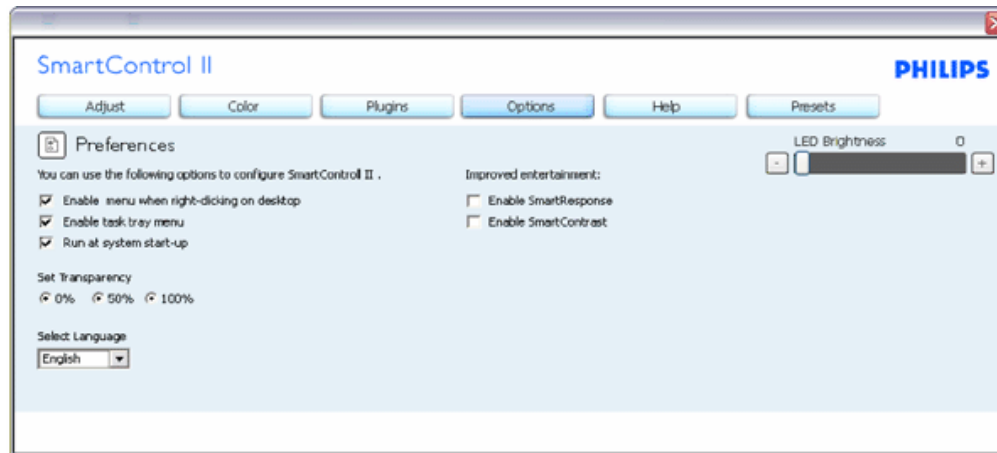 SmartControl II
PHILIPS
Adjust Color Plugins Options Help Presets
Preferences
LED Brightness 0
- +
You can use the following options to configure SmartControl II .
Improved entertainment:
Enable menu when right-clicking on desktop
Enable SmartResponse
Enable task tray menu
Enable SmartContrast
Run at system start-up
Set Transparency
0% 50% 100%
Select Language
English